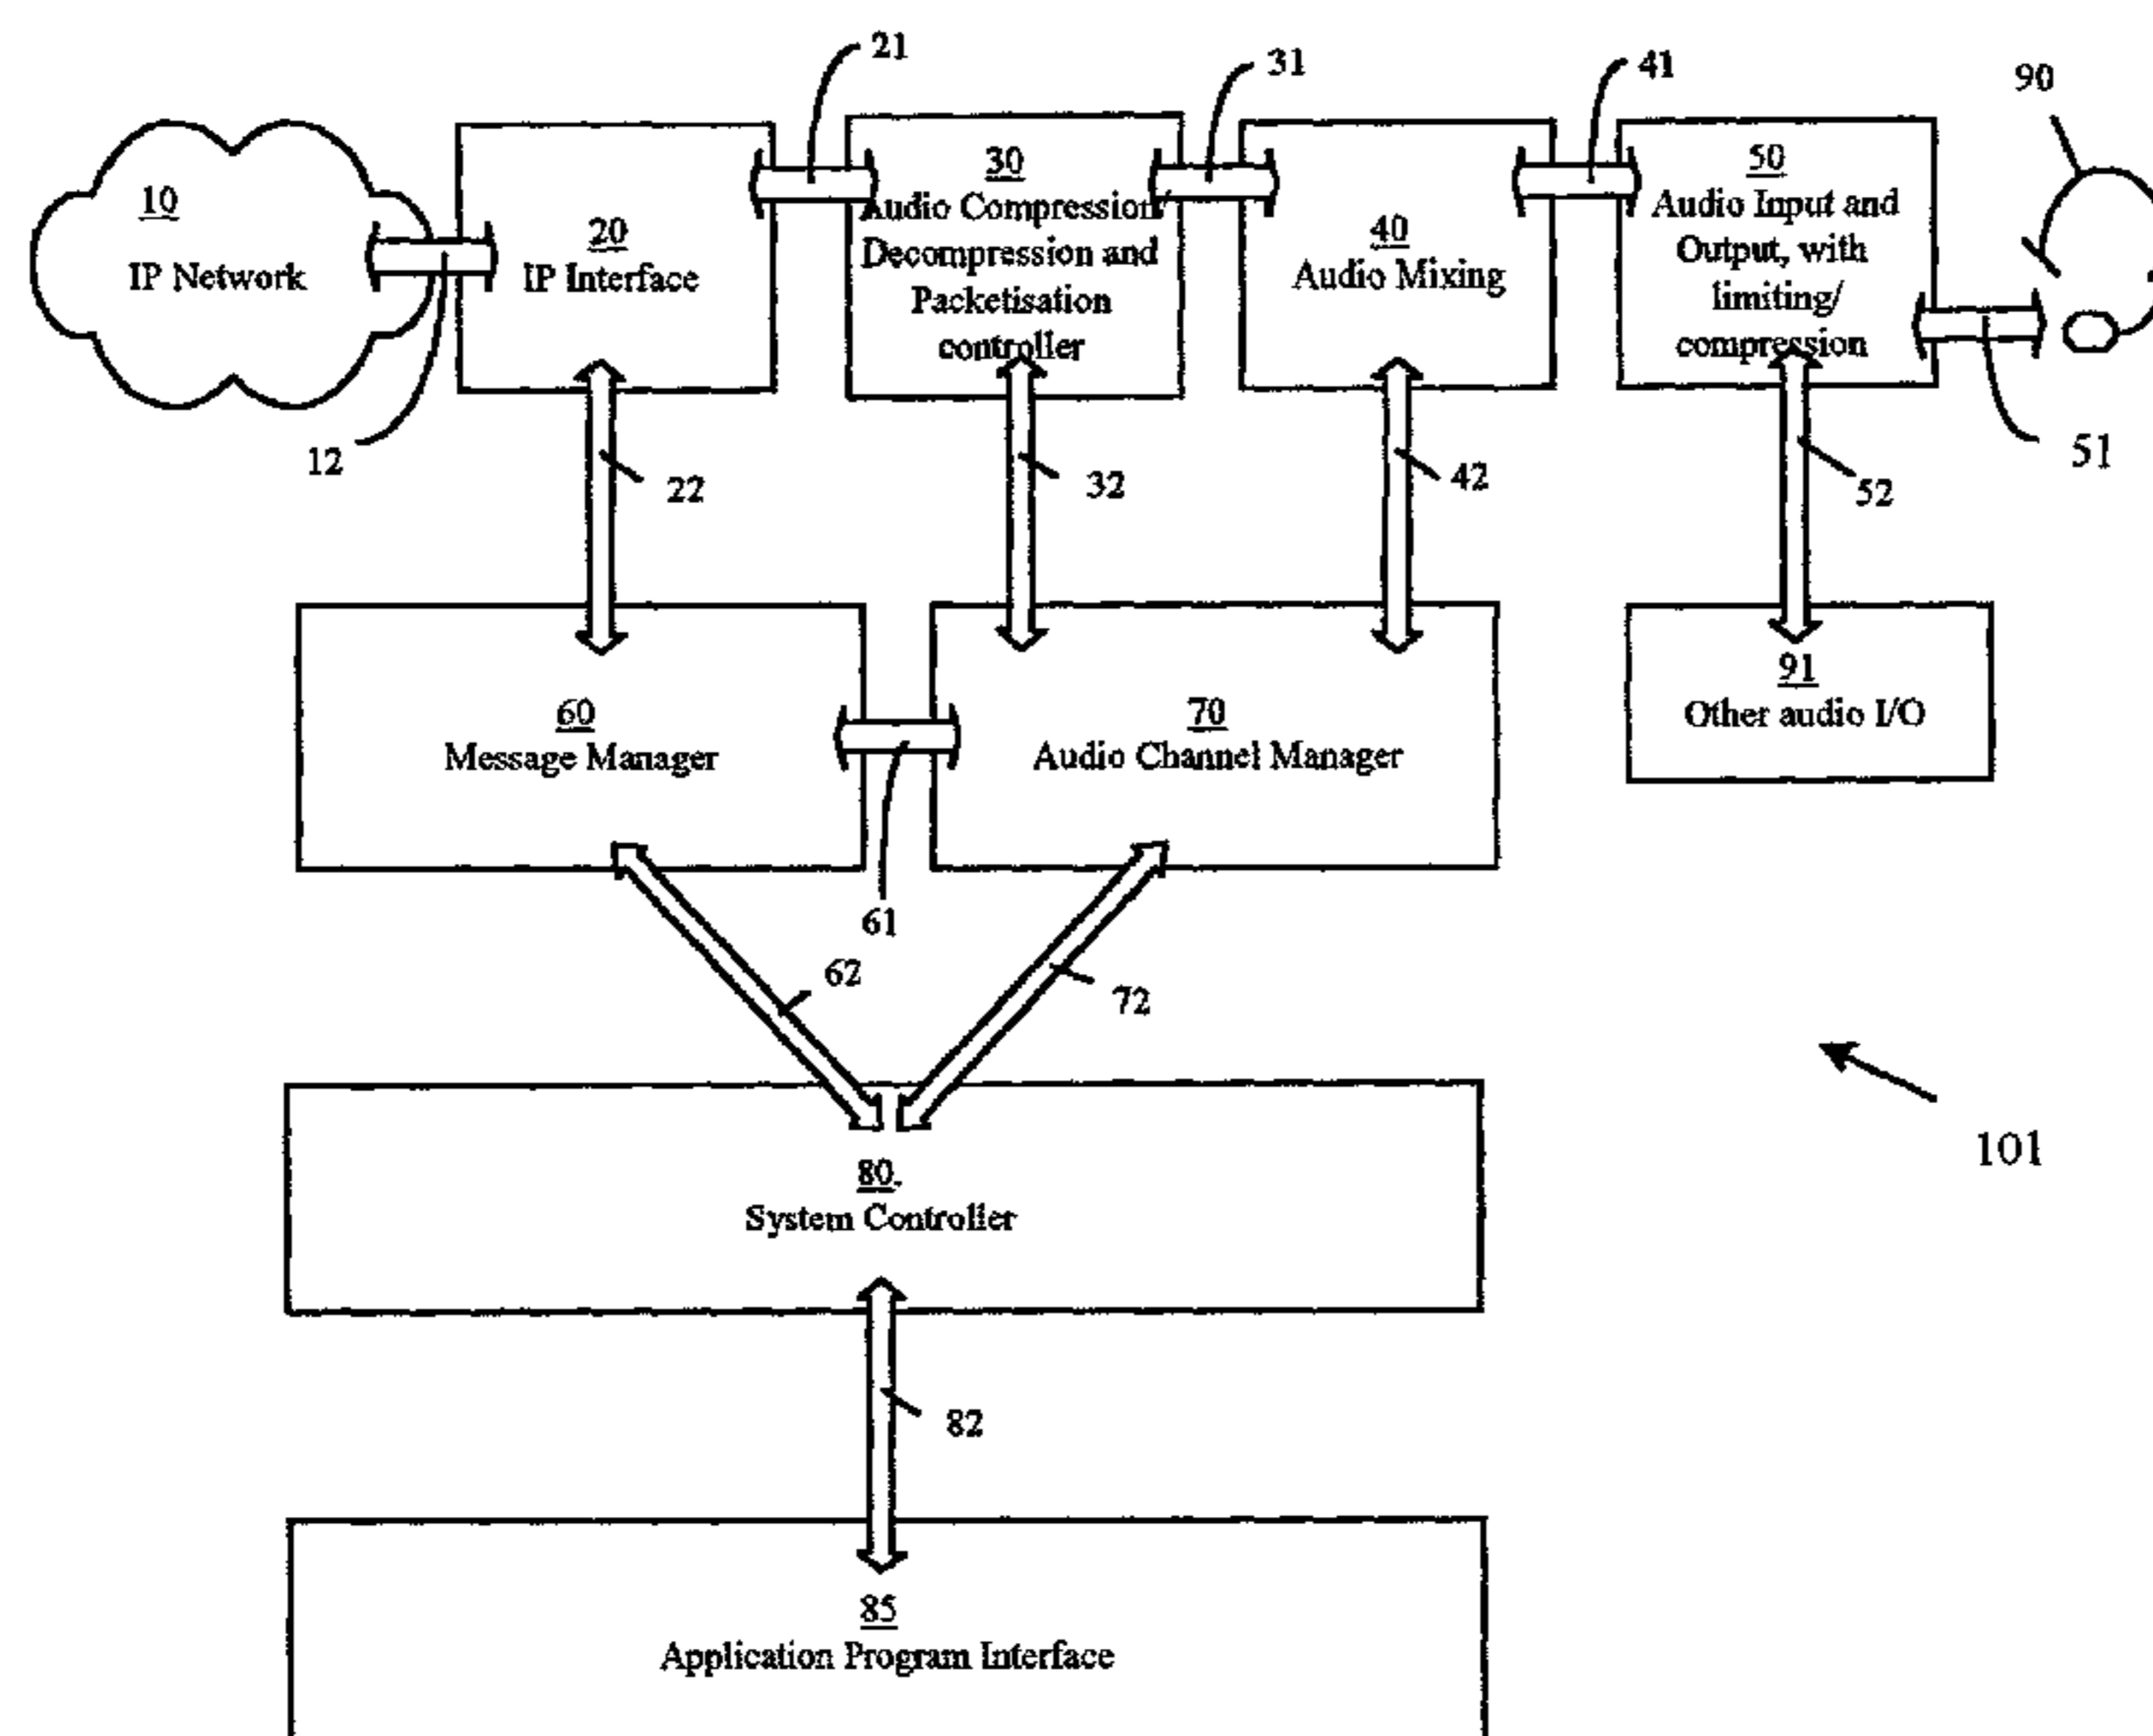 21
31
41
90
10
IP Network
20
IP Interface
30
Audio Compression
Decompression and
Packetisation
controller
40
Audio Mixing
50
Audio Input and
Output, with
limiting/
compression
12
22
32
42
52
51
60
Message Manager
70
Audio Channel Manager
91
Other audio I/O
61
62
72
101
80.
System Controller
82
85
Application Program Interface